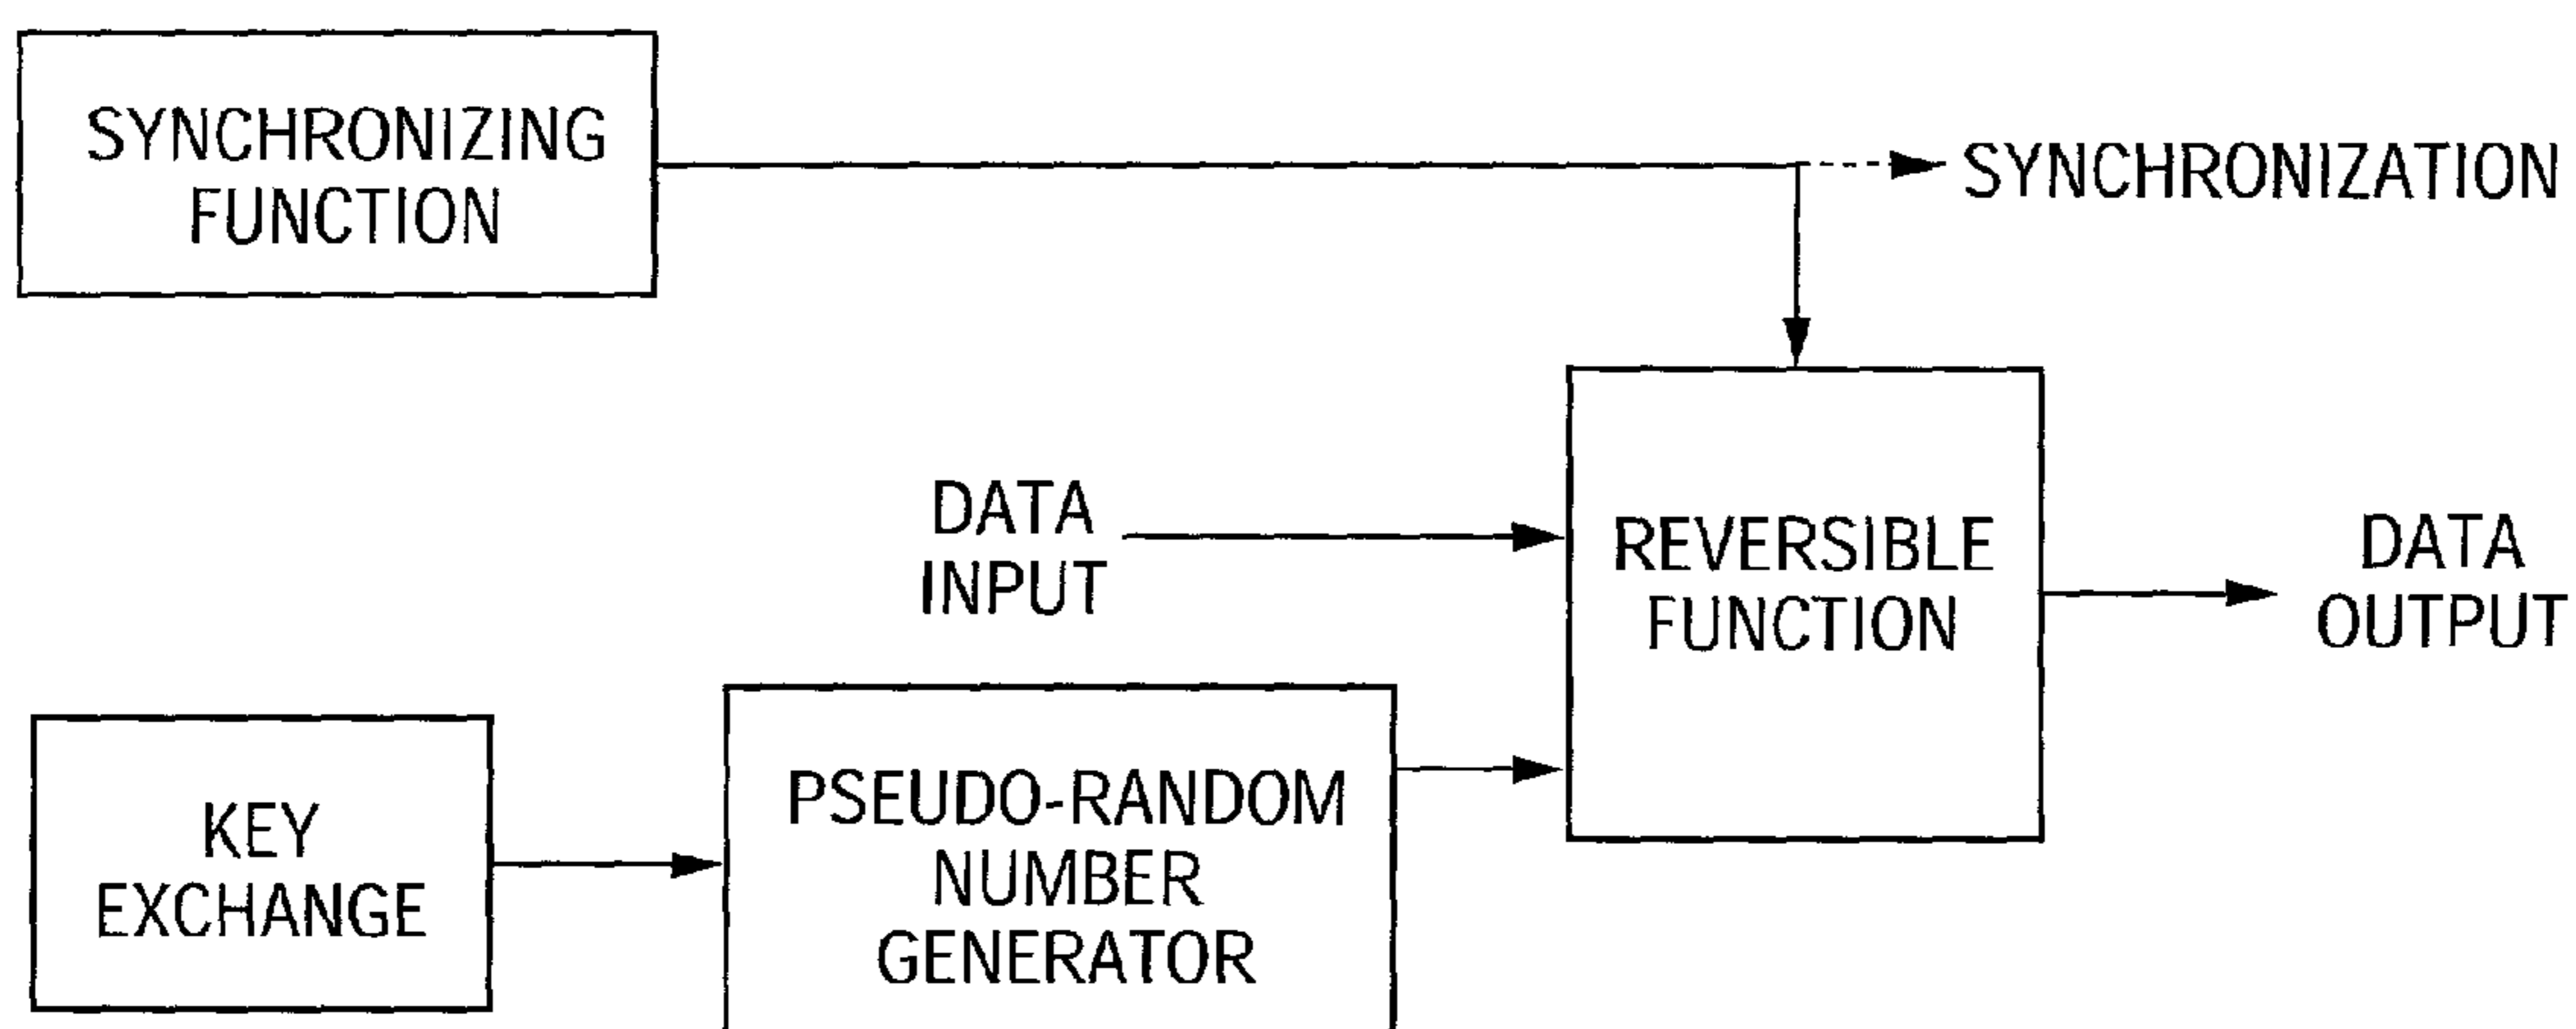 SYNCHRONIZING
FUNCTION
SYNCHRONIZATION
DATA
INPUT
REVERSIBLE
FUNCTION
DATA
OUTPUT
KEY
EXCHANGE
PSEUDO-RANDOM
NUMBER
GENERATOR